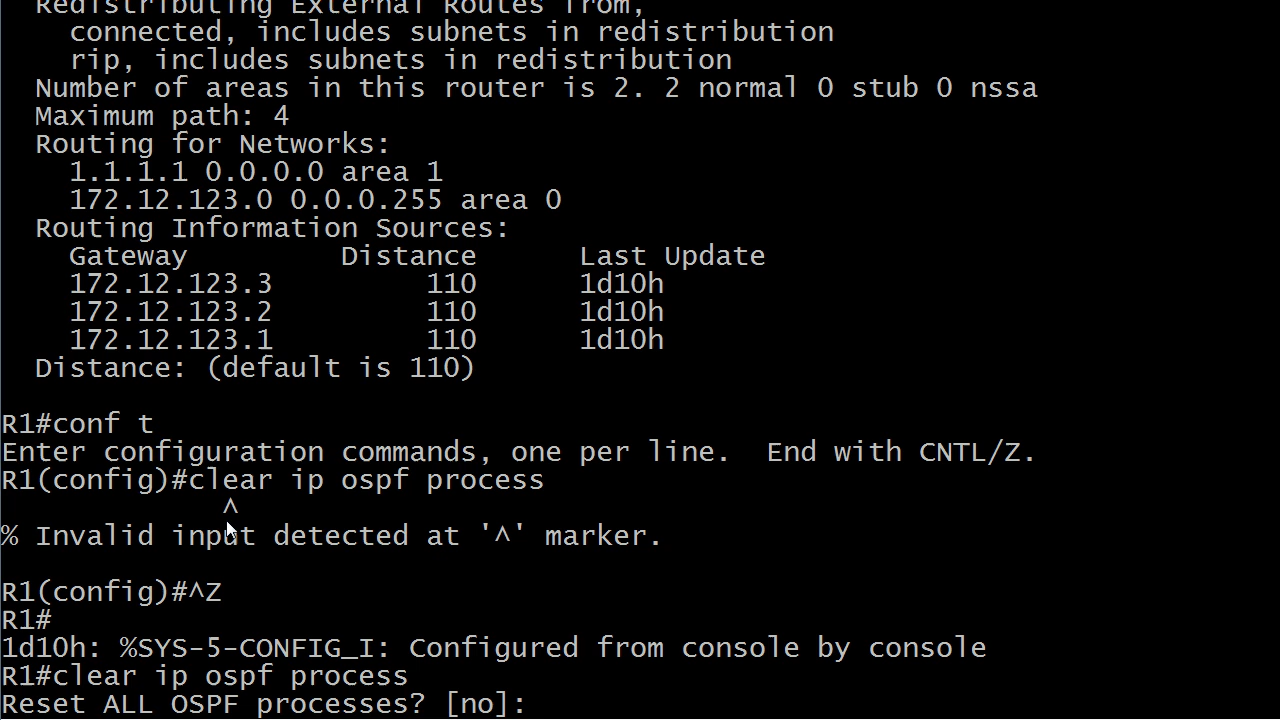 Redistributing External Routes from,
connected, includes subnets in redistribution
rip, includes subnets in redistribution
Number of areas in this router is 2. 2 normal 0 stub 0 nssa
Maximum path: 4
Routing for Networks:
1.1.1.1 0.0.0.0 area 1
172.12.123.0 0.0.0.255 area 0
Routing Information Sources:
Gateway Distance Last Update
172.12.123.3 110 1d10h
172.12.123.2 110 1d10h
172.12.123.1 110 1d10h
Distance: (default is 110)
R1#conf t
Enter configuration commands, one per line. End with CNTL/Z.
R1(config)#clear ip ospf process
^
% Invalid input detected at '^' marker.
R1(config)#^Z
R1#
1d10h: %SYS-5-CONFIG_I: Configured from console by console
R1#clear ip ospf process
Reset ALL OSPF processes? [no]: